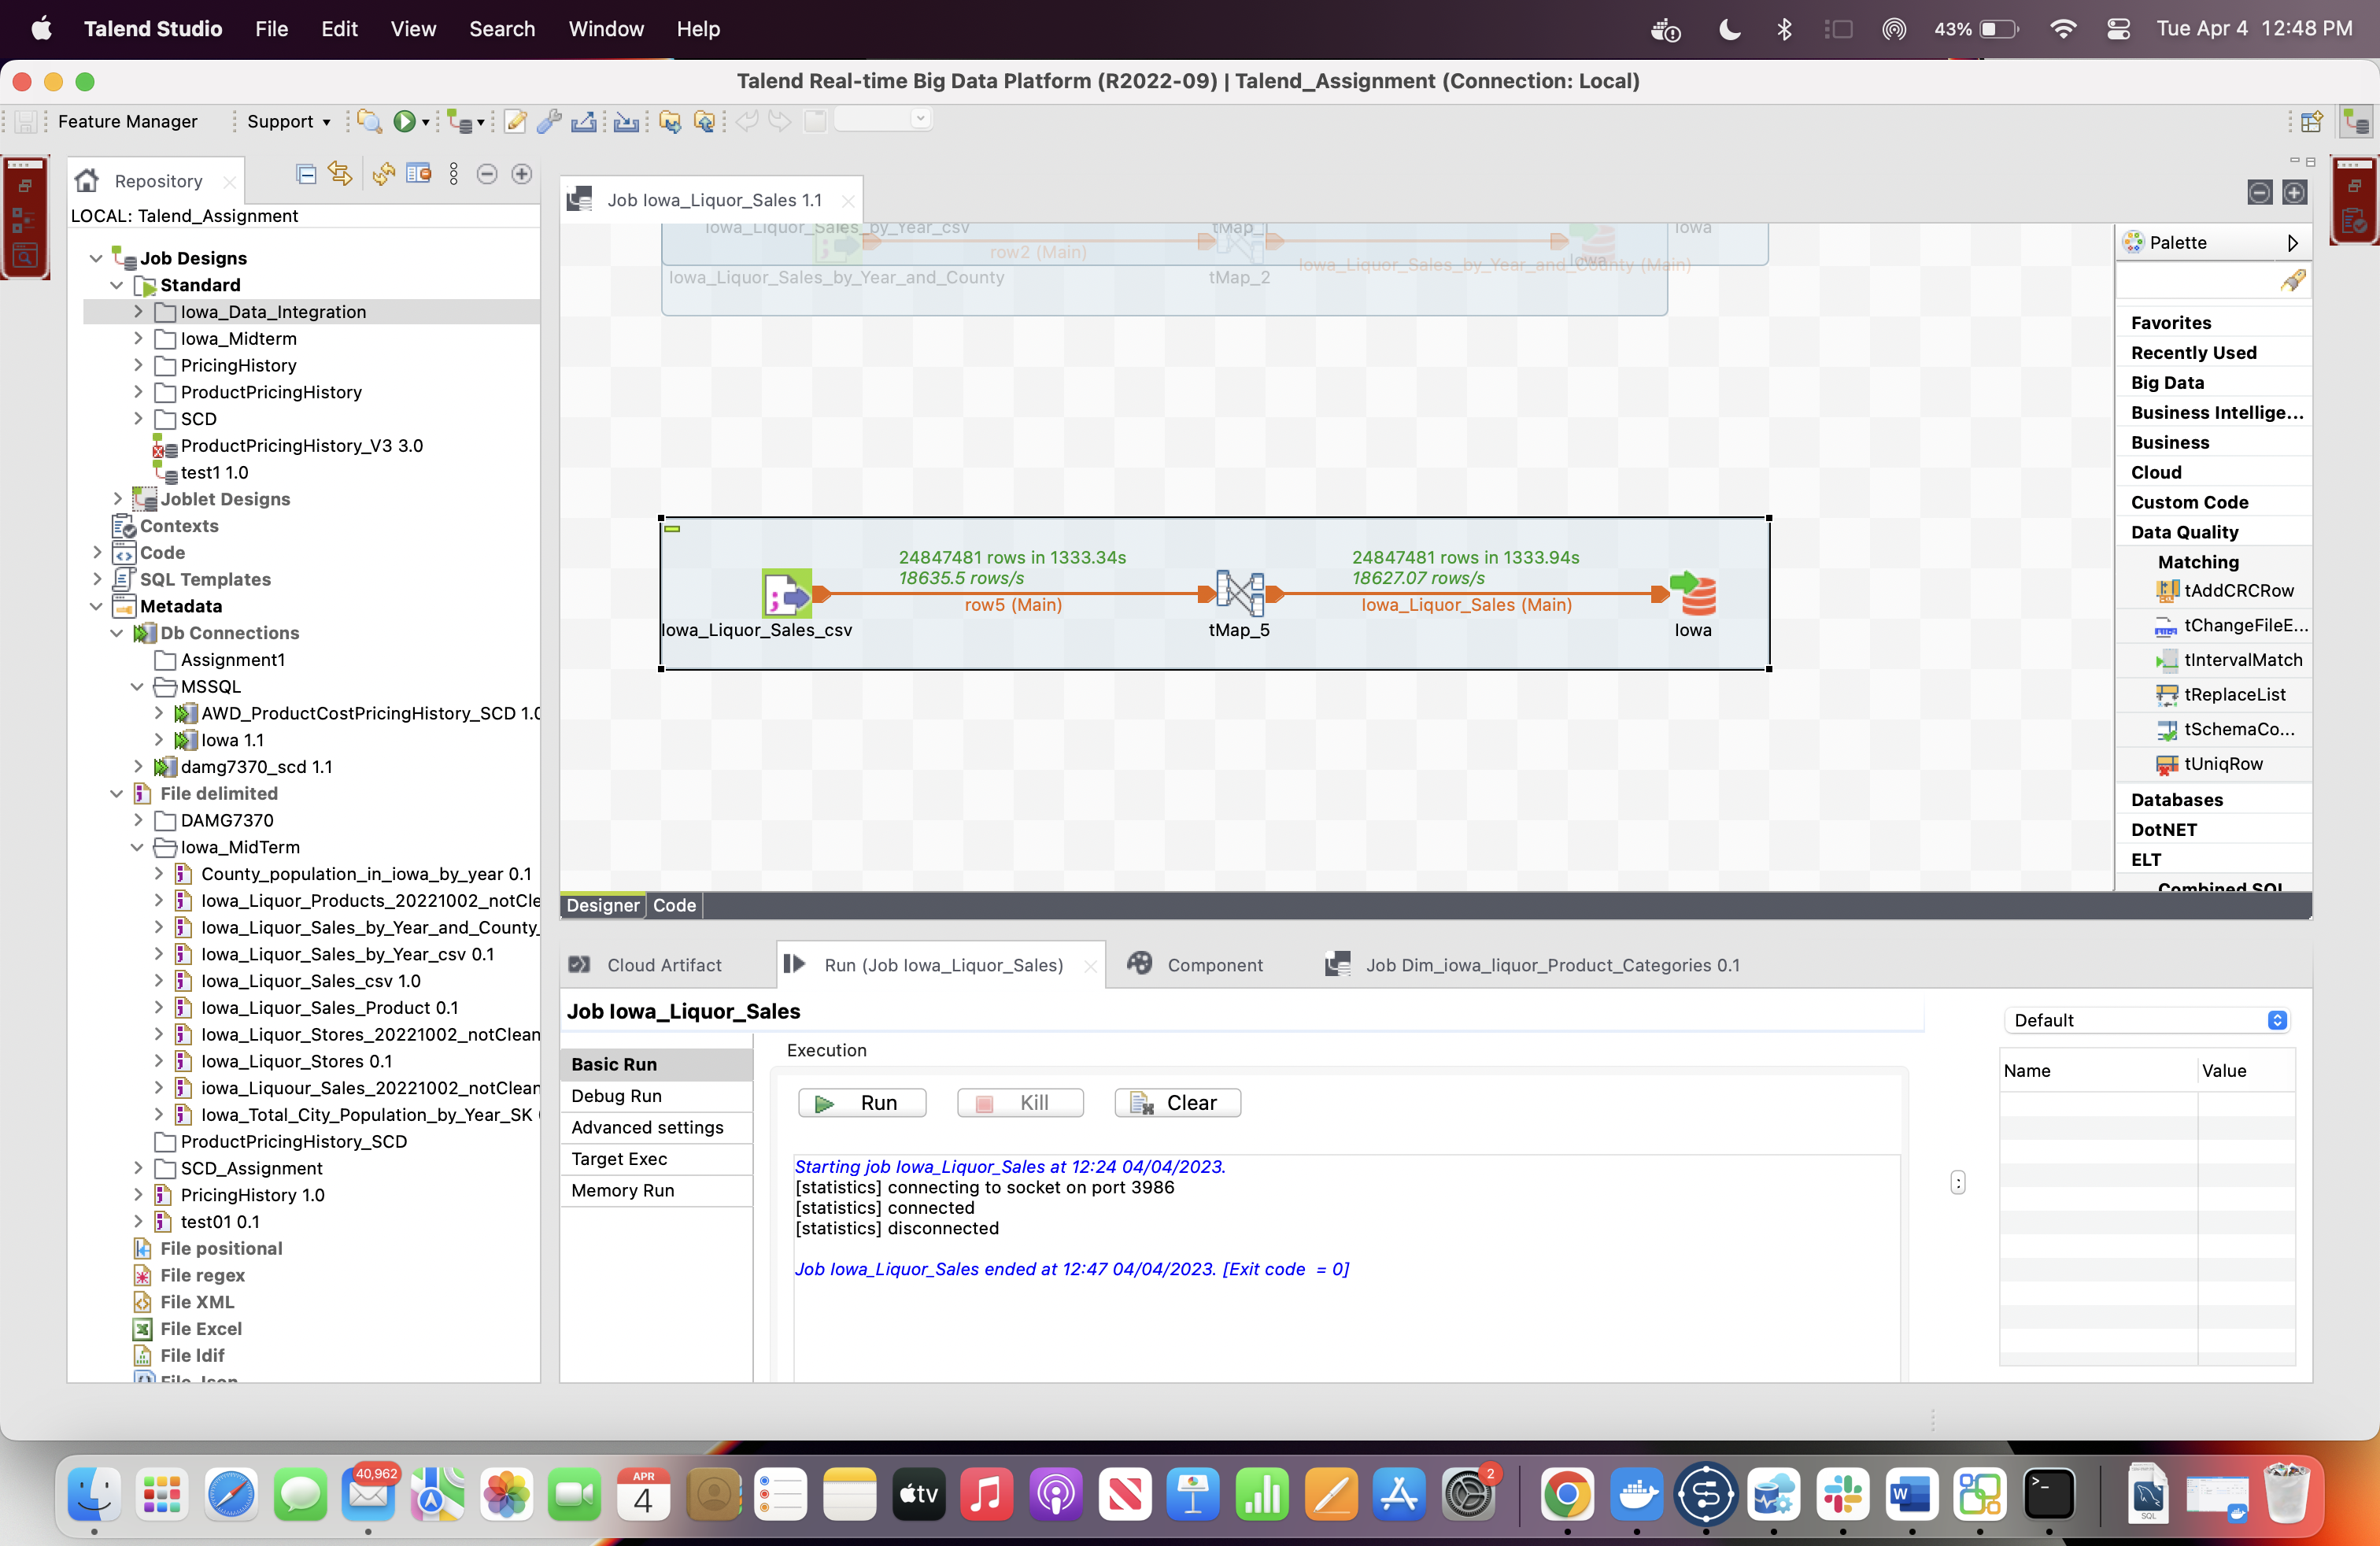 Talend Studio File Edit View Search Window Help 43% Tue Apr 4 12:48 PM
Talend Real-time Big Data Platform (R2022-09) | Talend_Assignment (Connection: Local)
Feature Manager Support
Repository
LOCAL: Talend_Assignment
Job Designs
Standard
Iowa_Data_Integration
Iowa_Midterm
PricingHistory
ProductPricingHistory
SCD
ProductPricingHistory_V3 3.0
test1 1.0
Joblet Designs
Contexts
Code
SQL Templates
Metadata
Db Connections
Assignment1
MSSQL
AWD_ProductCostPricingHistory_SCD 1.0
Iowa 1.1
damg7370_scd 1.1
File delimited
DAMG7370
Iowa_MidTerm
County_population_in_iowa_by_year 0.1
Iowa_Liquor_Products_20221002_notCle
Iowa_Liquor_Sales_by_Year_and_County_
Iowa_Liquor_Sales_by_Year_csv 0.1
Iowa_Liquor_Sales_csv 1.0
Iowa_Liquor_Sales_Product 0.1
Iowa_Liquor_Stores_20221002_notClean
Iowa_Liquor_Stores 0.1
iowa_Liquour_Sales_20221002_notClean
Iowa_Total_City_Population_by_Year_SK
ProductPricingHistory_SCD
SCD_Assignment
PricingHistory 1.0
test01 0.1
File positional
File regex
File XML
File Excel
File ldif
File Json
Job Iowa_Liquor_Sales 1.1
Iowa_Liquor_Sales_by_Year_csv tMap_ Iowa
row2 (Main) Iowa
Iowa_Liquor_Sales_by_Year_and_County (Main)
Iowa_Liquor_Sales_by_Year_and_County tMap_2
24847481 rows in 1333.34s 24847481 rows in 1333.94s
18635.5 rows/s 18627.07 rows/s
row5 (Main) Iowa_Liquor_Sales (Main)
Iowa_Liquor_Sales_csv tMap_5 Iowa
Palette
Favorites
Recently Used
Big Data
Business Intellige...
Business
Cloud
Custom Code
Data Quality
Matching
tAddCRCRow
tChangeFileE...
tIntervalMatch
tReplaceList
tSchemaCo...
tUniqRow
Databases
DotNET
ELT
Combined SQL
Designer Code
Cloud Artifact Run (Job Iowa_Liquor_Sales) Component Job Dim_iowa_liquor_Product_Categories 0.1
Job Iowa_Liquor_Sales
Basic Run
Debug Run
Advanced settings
Target Exec
Memory Run
Execution
Run Kill Clear
Starting job Iowa_Liquor_Sales at 12:24 04/04/2023.
[statistics] connecting to socket on port 3986
[statistics] connected
[statistics] disconnected
Job Iowa_Liquor_Sales ended at 12:47 04/04/2023. [Exit code = 0]
:
Default
Name Value
40,962
APR
4
tv
2
W
SQL